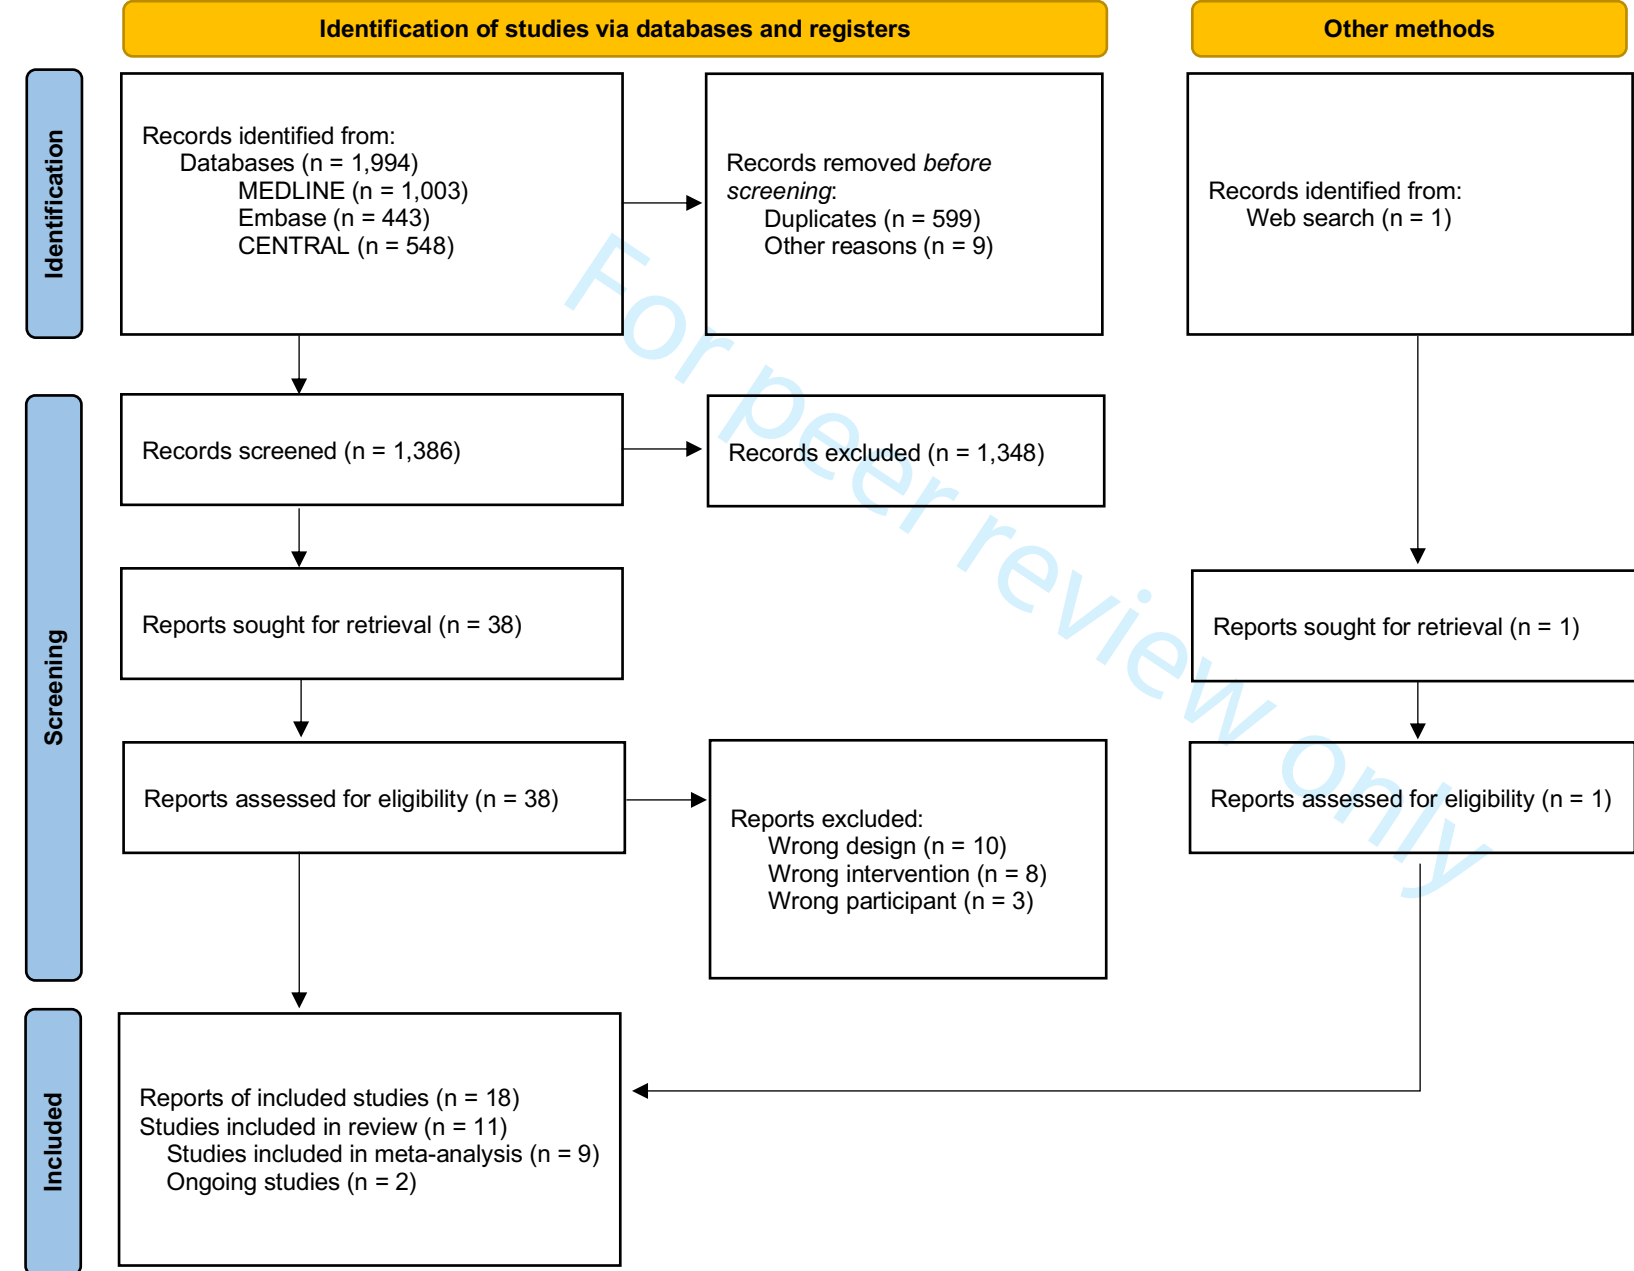 Identification of studies via databases and registers
Other methods
Identification
Records identified from:
Databases (n = 1,994)
MEDLINE (n = 1,003)
Embase (n = 443)
CENTRAL (n = 548)
Records removed before
screening:
Duplicates (n = 599)
Other reasons (n = 9)
Records identified from:
Web search (n = 1)
Screening
Records screened (n = 1,386)
Records excluded (n = 1,348)
Reports sought for retrieval (n = 38)
Reports sought for retrieval (n = 1)
Reports assessed for eligibility (n = 38)
Reports excluded:
Wrong design (n = 10)
Wrong intervention (n = 8)
Wrong participant (n = 3)
Reports assessed for eligibility (n = 1)
Included
Reports of included studies (n = 18)
Studies included in review (n = 11)
Studies included in meta-analysis (n = 9)
Ongoing studies (n = 2)
For peer review only